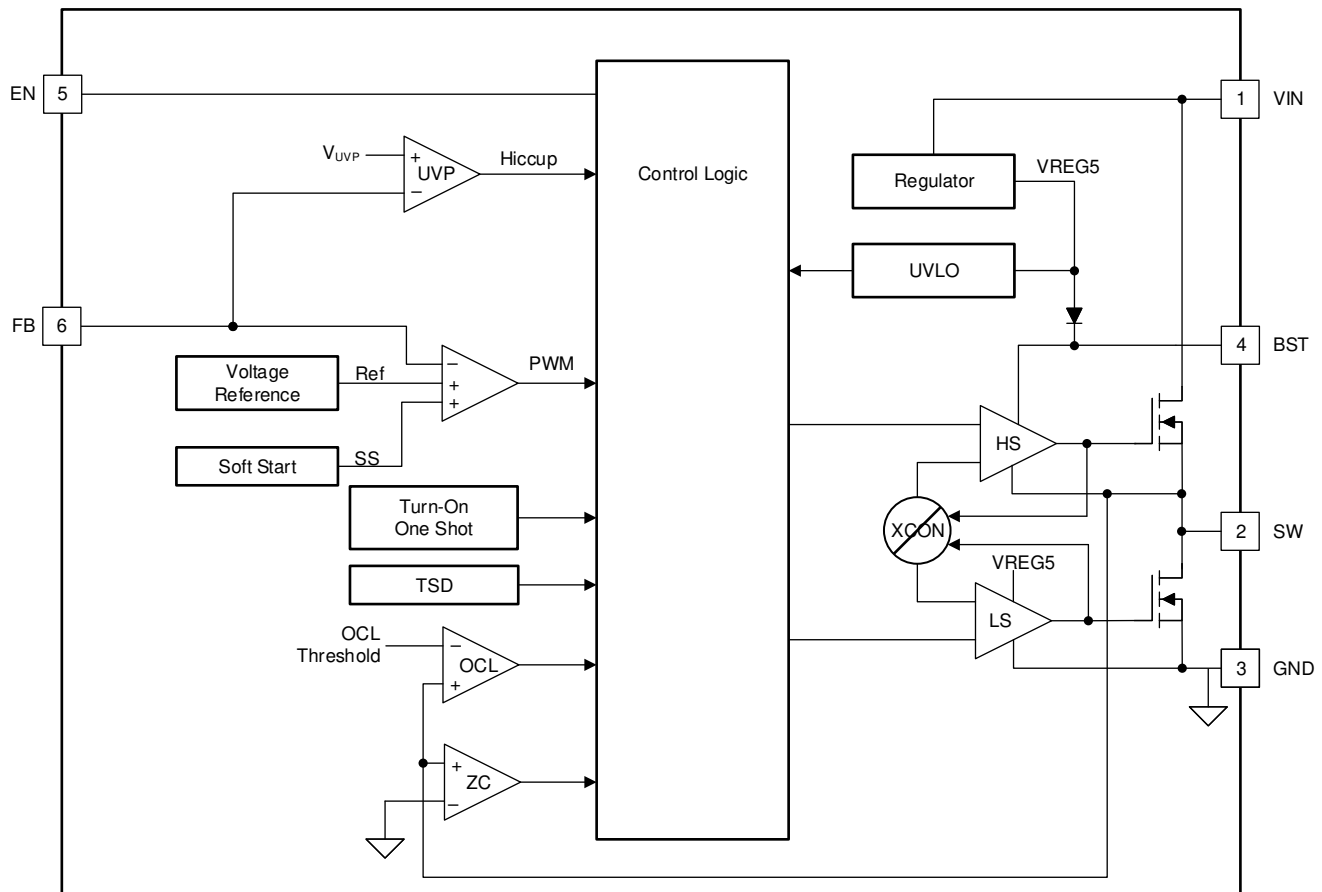 EN
5
1
VIN
VUVP
+
UVP
−
Hiccup
Control Logic
Regulator
VREG5
UVLO
FB
6
4
BST
Voltage
Reference
Ref
−
+
+
PWM
Soft Start
SS
HS
Turn-On
One Shot
XCON
2
SW
TSD
VREG5
LS
OCL
Threshold
−
OCL
+
3
GND
+
ZC
−